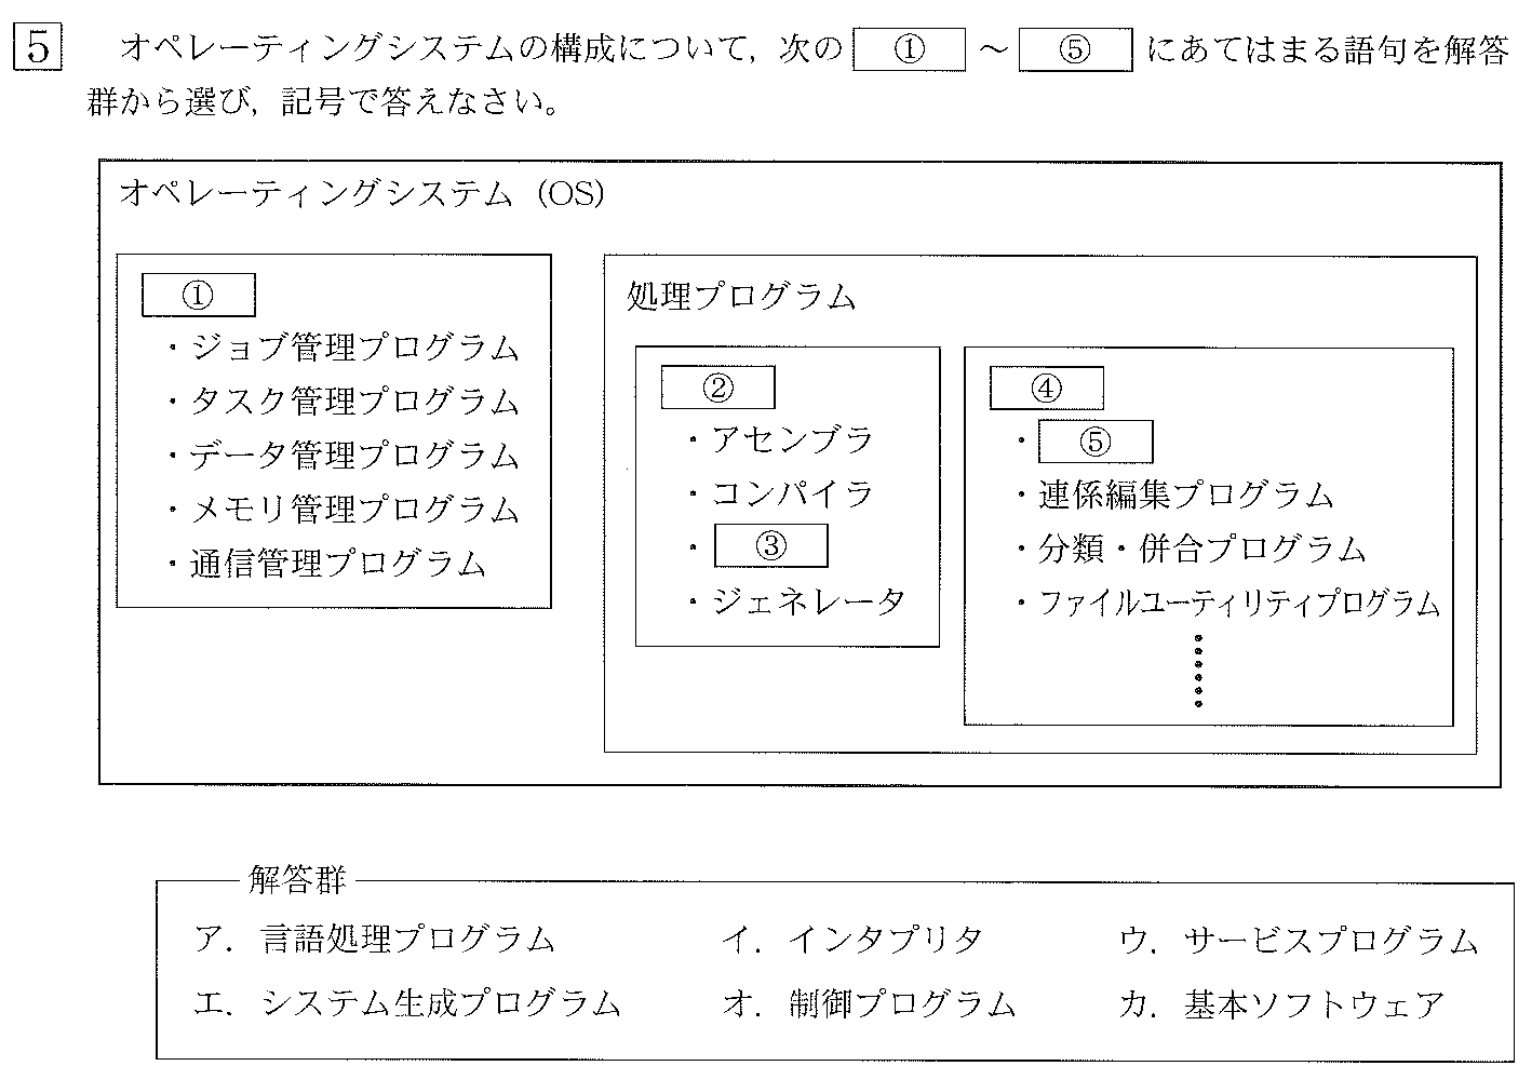 5 オペレーティングシステムの構成について，次の ① ～ ⑤ にあてはまる語句を解答
群から選び，記号で答えなさい。
オペレーティングシステム（OS）
①
・ジョブ管理プログラム
・タスク管理プログラム
・データ管理プログラム
・メモリ管理プログラム
・通信管理プログラム
処理プログラム
②
・アセンブラ
・コンパイラ
・③
・ジェネレータ
④
・⑤
・連係編集プログラム
・分類・併合プログラム
・ファイルユーティリティプログラム
解答群
ア．言語処理プログラム イ．インタプリタ ウ．サービスプログラム
エ．システム生成プログラム オ．制御プログラム カ．基本ソフトウェア